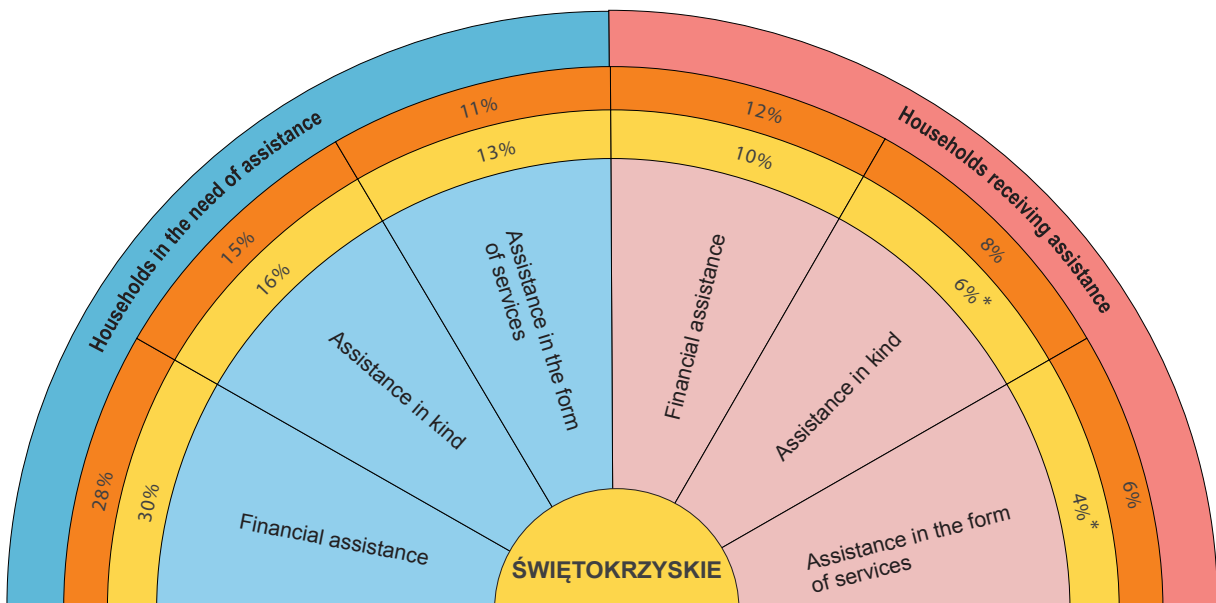 Households in the need of assistance
Households receiving assistance
11%
12%
13%
10%
15%
16%
8%
6% *
28%
30%
6%
4% *
Financial assistance
Assistance in kind
Assistance in the form
of services
Financial assistance
Assistance in kind
Assistance in the form
of services
ŚWIĘTOKRZYSKIE